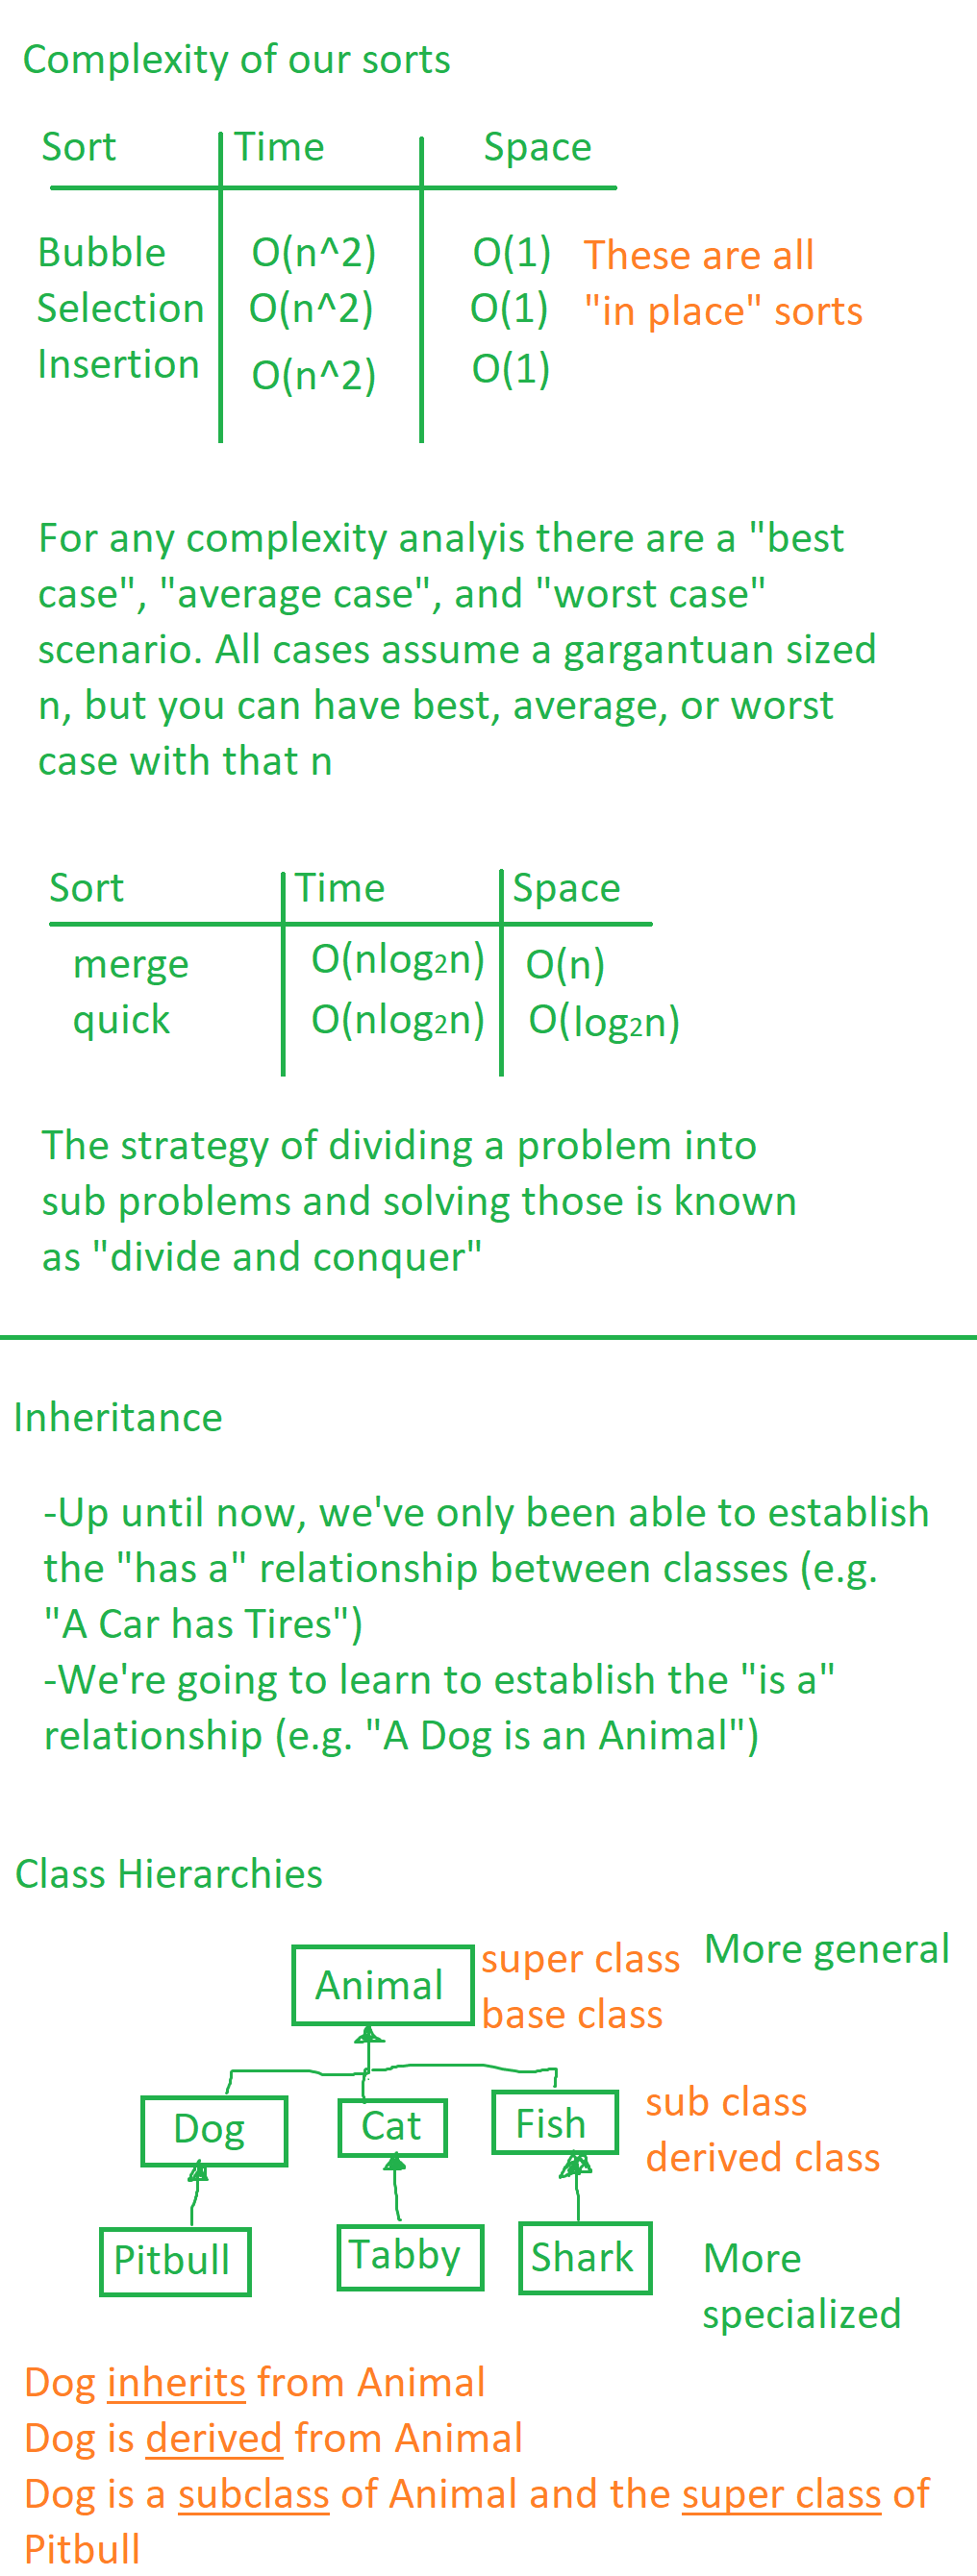 Complexity of our sorts
Sort Time Space
Bubble O(n^2) O(1) These are all
Selection O(n^2) O(1) "in place" sorts
Insertion O(n^2) O(1)
For any complexity analyis there are a "best
case", "average case", and "worst case"
scenario. All cases assume a gargantuan sized
n, but you can have best, average, or worst
case with that n
Sort Time Space
merge O(nlog₂n) O(n)
quick O(nlog₂n) O(log₂n)
The strategy of dividing a problem into
sub problems and solving those is known
as "divide and conquer"
Inheritance
-Up until now, we've only been able to establish
the "has a" relationship between classes (e.g.
"A Car has Tires")
-We're going to learn to establish the "is a"
relationship (e.g. "A Dog is an Animal")
Class Hierarchies
Animal super class More general
base class
Dog Cat Fish sub class
derived class
Pitbull Tabby Shark More
specialized
Dog inherits from Animal
Dog is derived from Animal
Dog is a subclass of Animal and the super class of
Pitbull